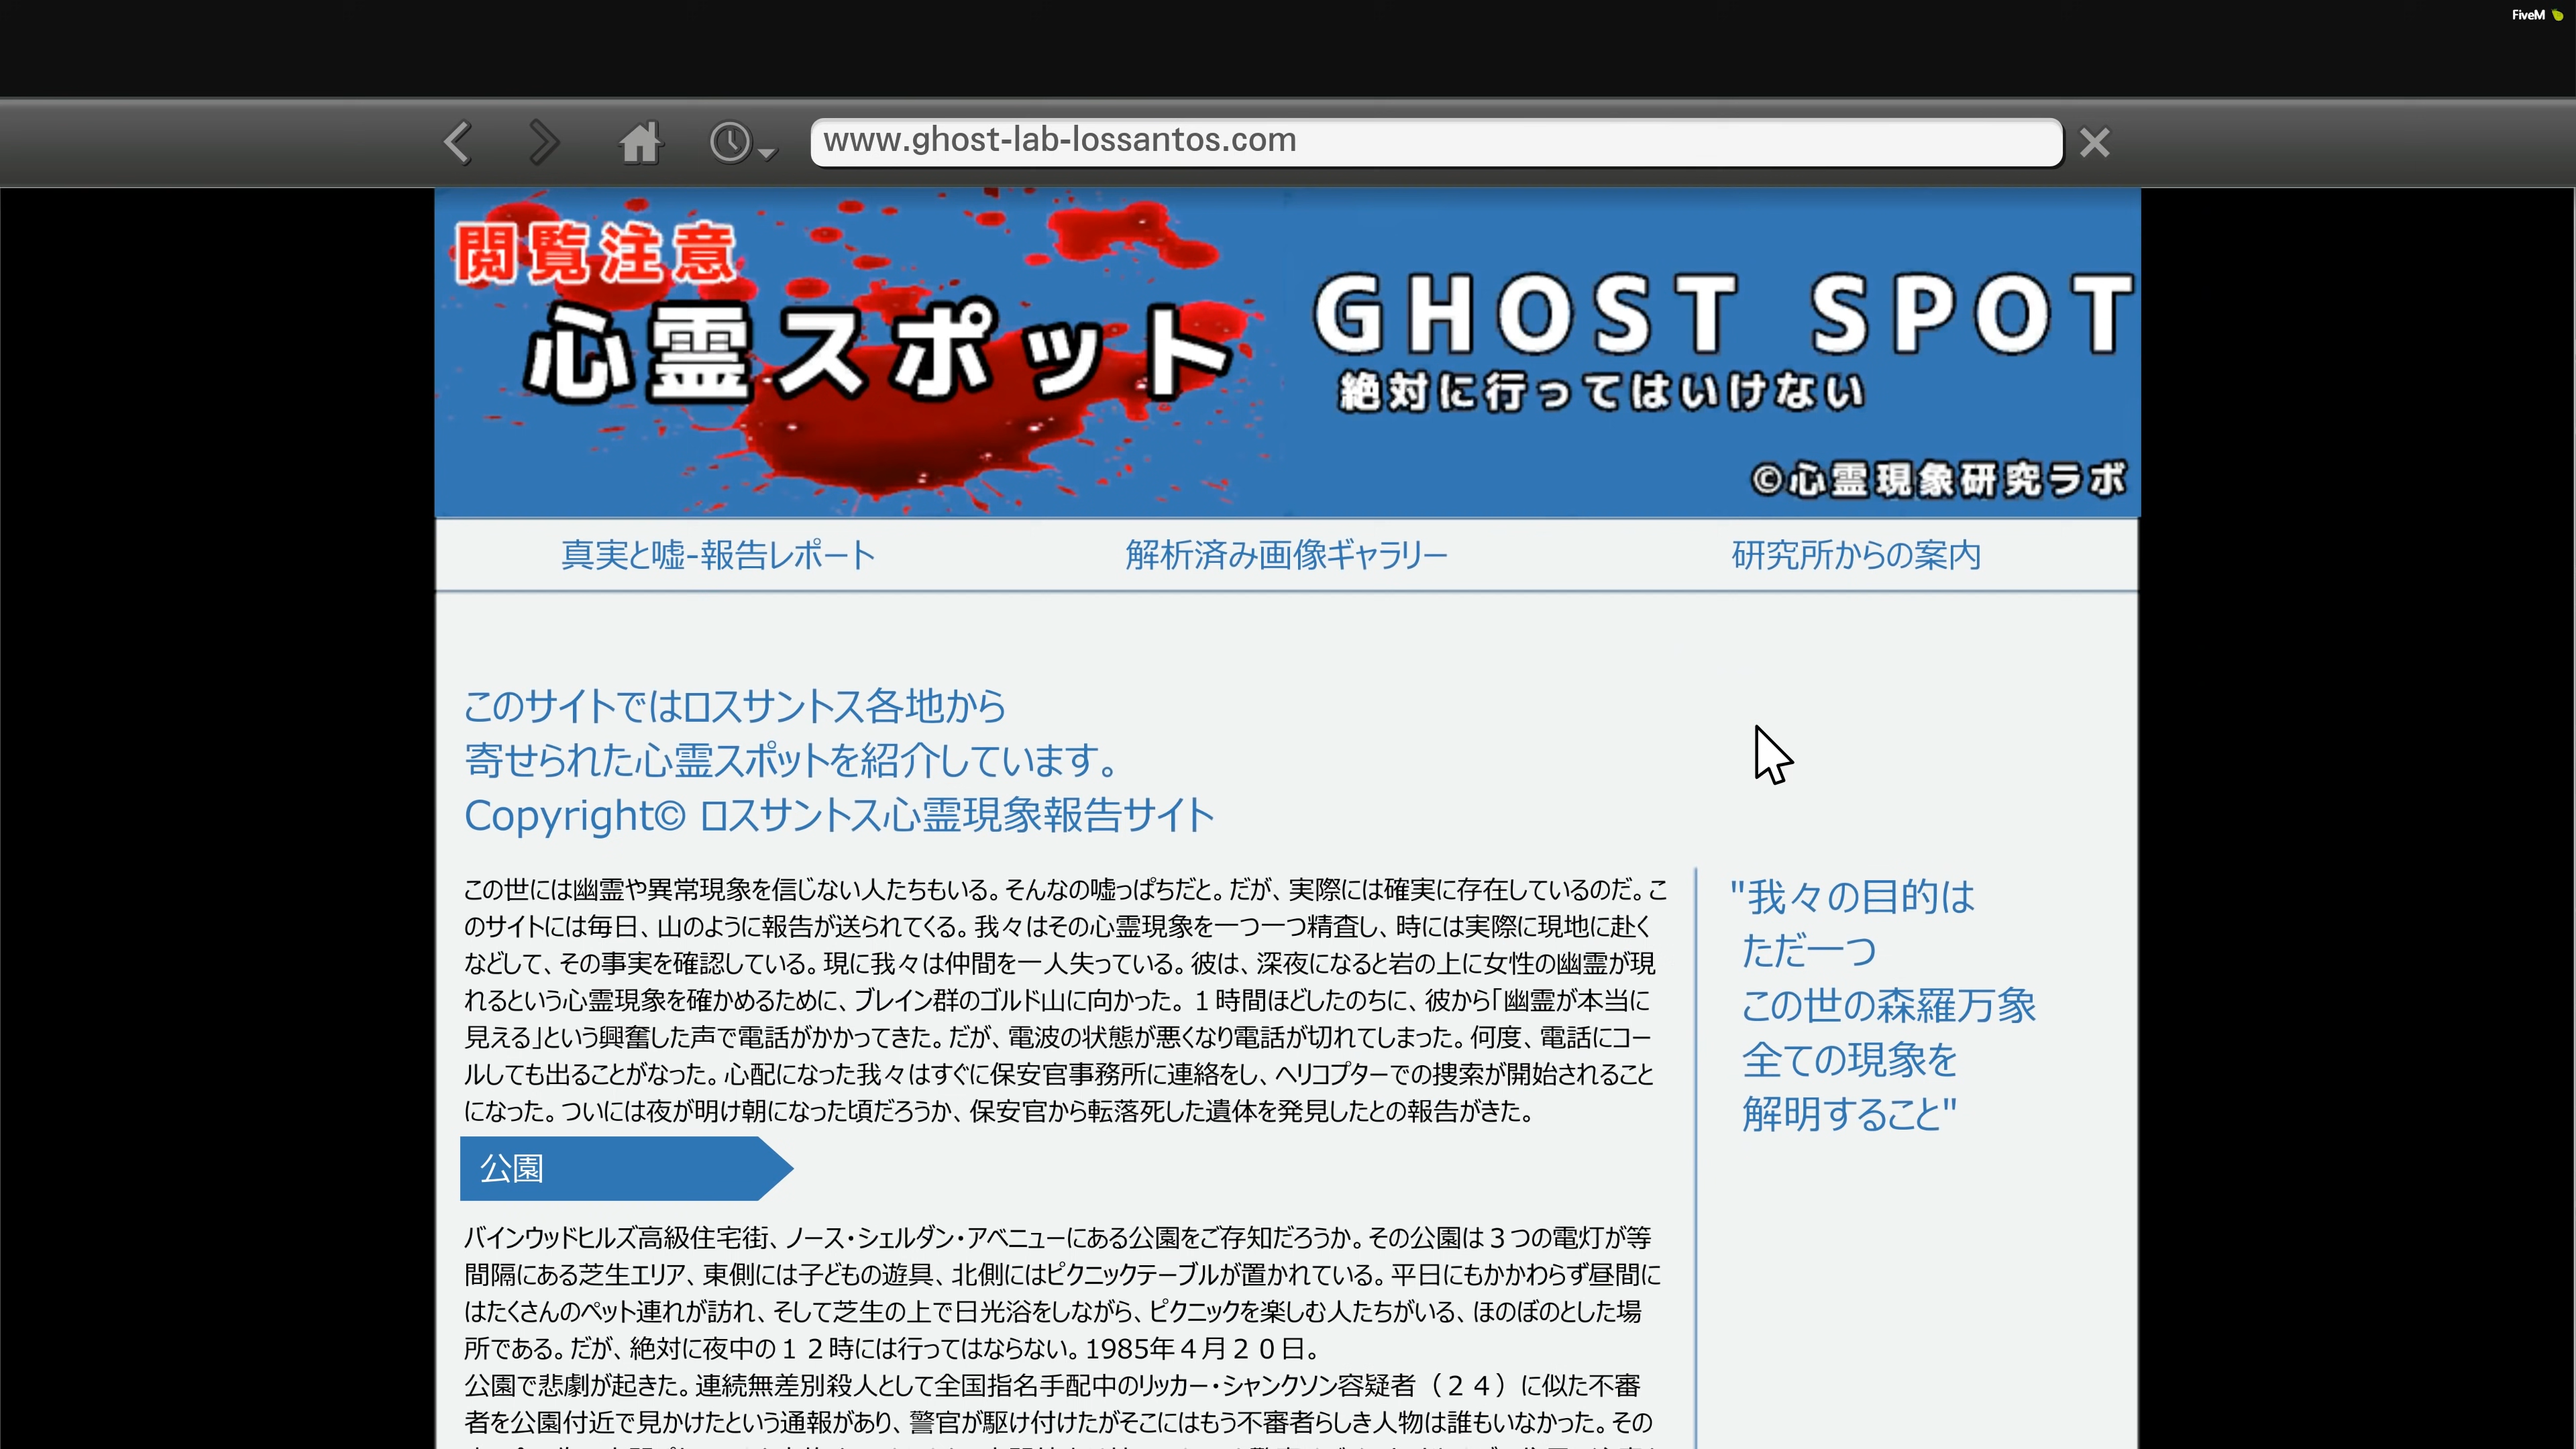 FiveM
www.ghost-lab-lossantos.com
閲覧注意
心霊スポット
GHOST SPOT
絶対に行ってはいけない
©心霊現象研究ラボ
真実と嘘-報告レポート
解析済み画像ギャラリー
研究所からの案内
このサイトではロスサントス各地から
寄せられた心霊スポットを紹介しています。
Copyright© ロスサントス心霊現象報告サイト
この世には幽霊や異常現象を信じない人たちもいる。そんなの嘘っぱちだと。だが、実際には確実に存在しているのだ。こ
のサイトには毎日、山のように報告が送られてくる。我々はその心霊現象を一つ一つ精査し、時には実際に現地に赴く
などして、その事実を確認している。現に我々は仲間を一人失っている。彼は、深夜になると岩の上に女性の幽霊が現
れるという心霊現象を確かめるために、ブレイン群のゴルド山に向かった。１時間ほどしたのちに、彼から「幽霊が本当に
見える」という興奮した声で電話がかかってきた。だが、電波の状態が悪くなり電話が切れてしまった。何度、電話にコー
ルしても出ることがなった。心配になった我々はすぐに保安官事務所に連絡をし、ヘリコプターでの捜索が開始されること
になった。ついには夜が明け朝になった頃だろうか、保安官から転落死した遺体を発見したとの報告がきた。
"我々の目的は
ただ一つ
この世の森羅万象
全ての現象を
解明すること"
公園
バインウッドヒルズ高級住宅街、ノース・シェルダン・アベニューにある公園をご存知だろうか。その公園は３つの電灯が等
間隔にある芝生エリア、東側には子どもの遊具、北側にはピクニックテーブルが置かれている。平日にもかかわらず昼間に
はたくさんのペット連れが訪れ、そして芝生の上で日光浴をしながら、ピクニックを楽しむ人たちがいる、ほのぼのとした場
所である。だが、絶対に夜中の１２時には行ってはならない。1985年４月２０日。
公園で悲劇が起きた。連続無差別殺人として全国指名手配中のリッカー・シャンクソン容疑者（２４）に似た不審
者を公園付近で見かけたという通報があり、警官が駆け付けたがそこにはもう不審者らしき人物は誰もいなかった。その